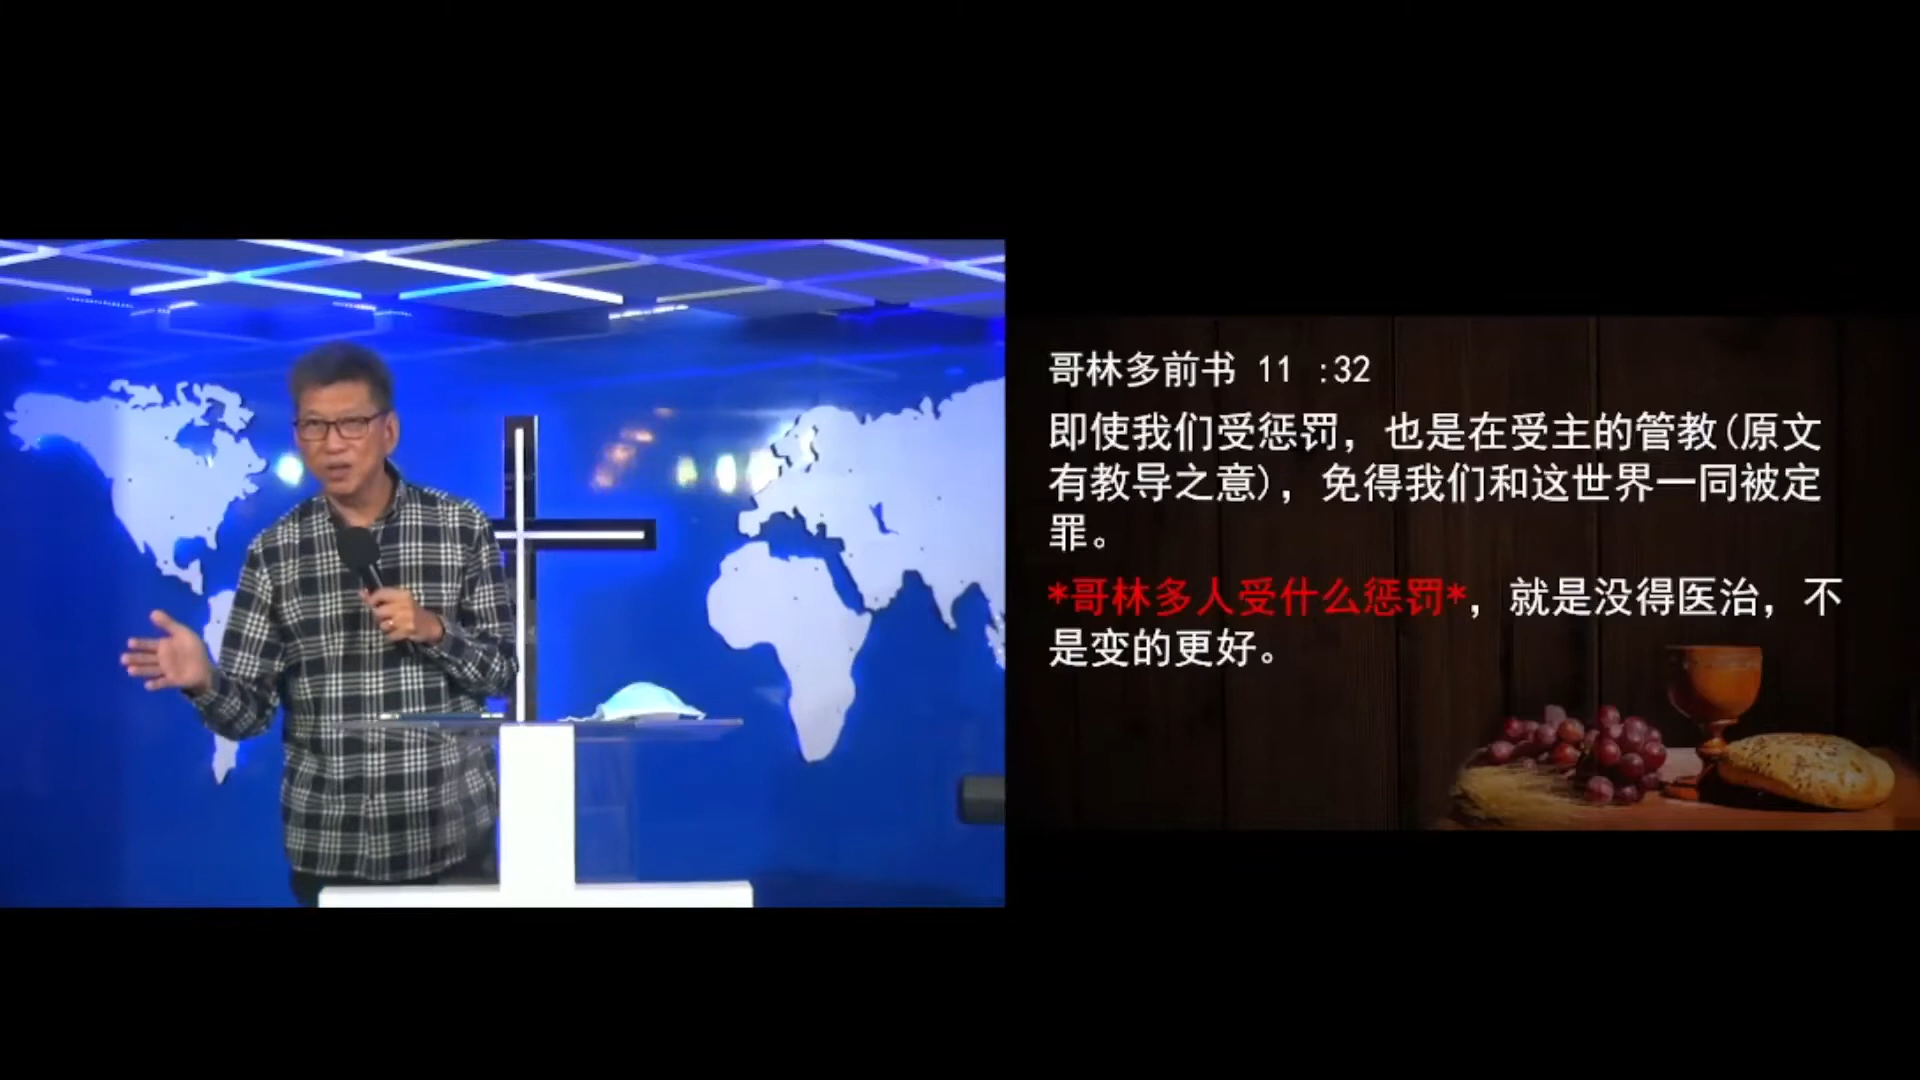 哥林多前书 11 :32
即使我们受惩罚，也是在受主的管教(原文
有教导之意)，免得我们和这世界一同被定
罪。
*哥林多人受什么惩罚*，就是没得医治，不
是变的更好。